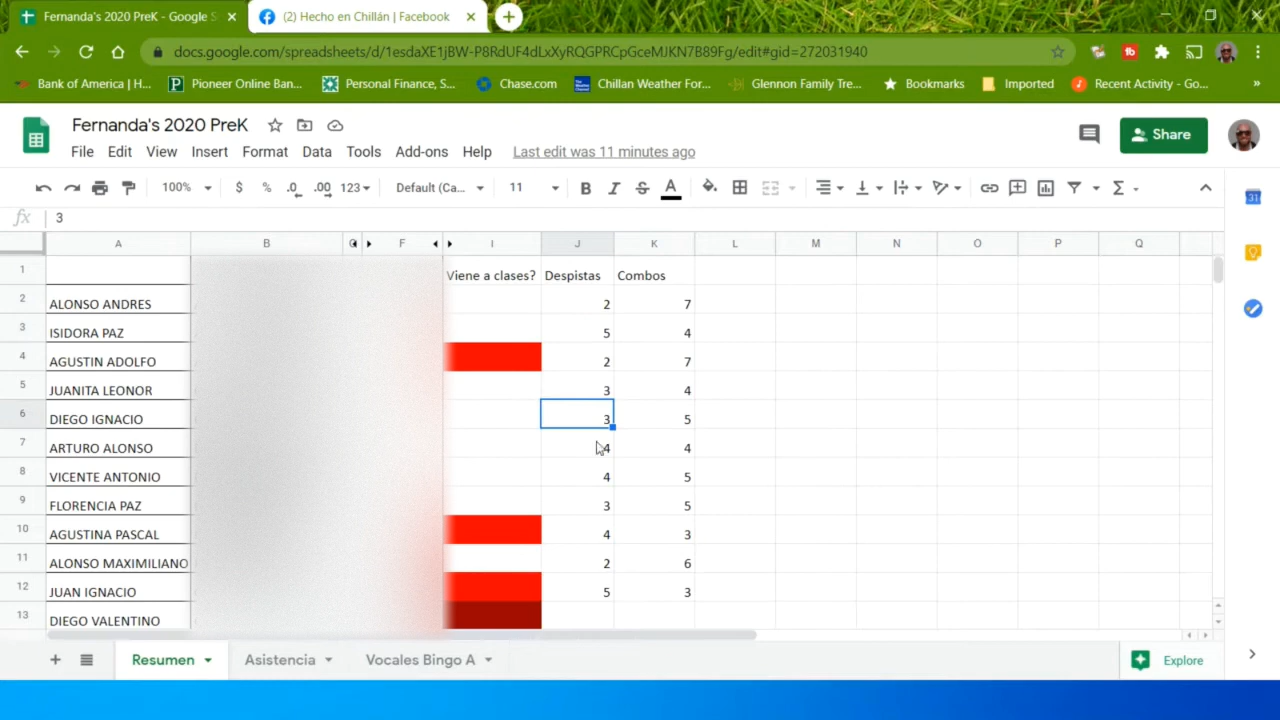 Fernanda's 2020 PreK - Google S
(2) Hecho en Chillán | Facebook
docs.google.com/spreadsheets/d/1esdaXE1jBW-P8RdUF4dLxXyRQGPRCpGceMJKN7B89Fg/edit#gid=272031940
Bank of America | H... Pioneer Online Ban... Personal Finance, S... Chase.com Chillan Weather For... Glennon Family Tre... Bookmarks Imported Recent Activity - Go... »
Fernanda's 2020 PreK
Share
File Edit View Insert Format Data Tools Add-ons Help Last edit was 11 minutes ago
100% $ % .0 .00 123 Default (Ca... 11 B I S A
fx 3
A B F I J K L M N O P Q
1 Viene a clases? Despistas Combos
2 ALONSO ANDRES 2 7
3 ISIDORA PAZ 5 4
4 AGUSTIN ADOLFO 2 7
5 JUANITA LEONOR 3 4
6 DIEGO IGNACIO 3 5
7 ARTURO ALONSO 4 4
8 VICENTE ANTONIO 4 5
9 FLORENCIA PAZ 3 5
10 AGUSTINA PASCAL 4 3
11 ALONSO MAXIMILIANO 2 6
12 JUAN IGNACIO 5 3
13 DIEGO VALENTINO
+ Resumen Asistencia Vocales Bingo A Explore